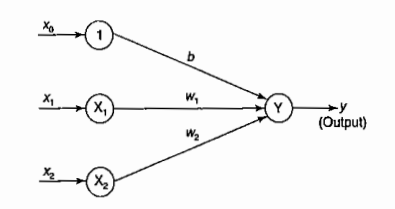 x₀
1
b
x₁
X₁
w₁
Y
y
(Output)
w₂
x₂
X₂